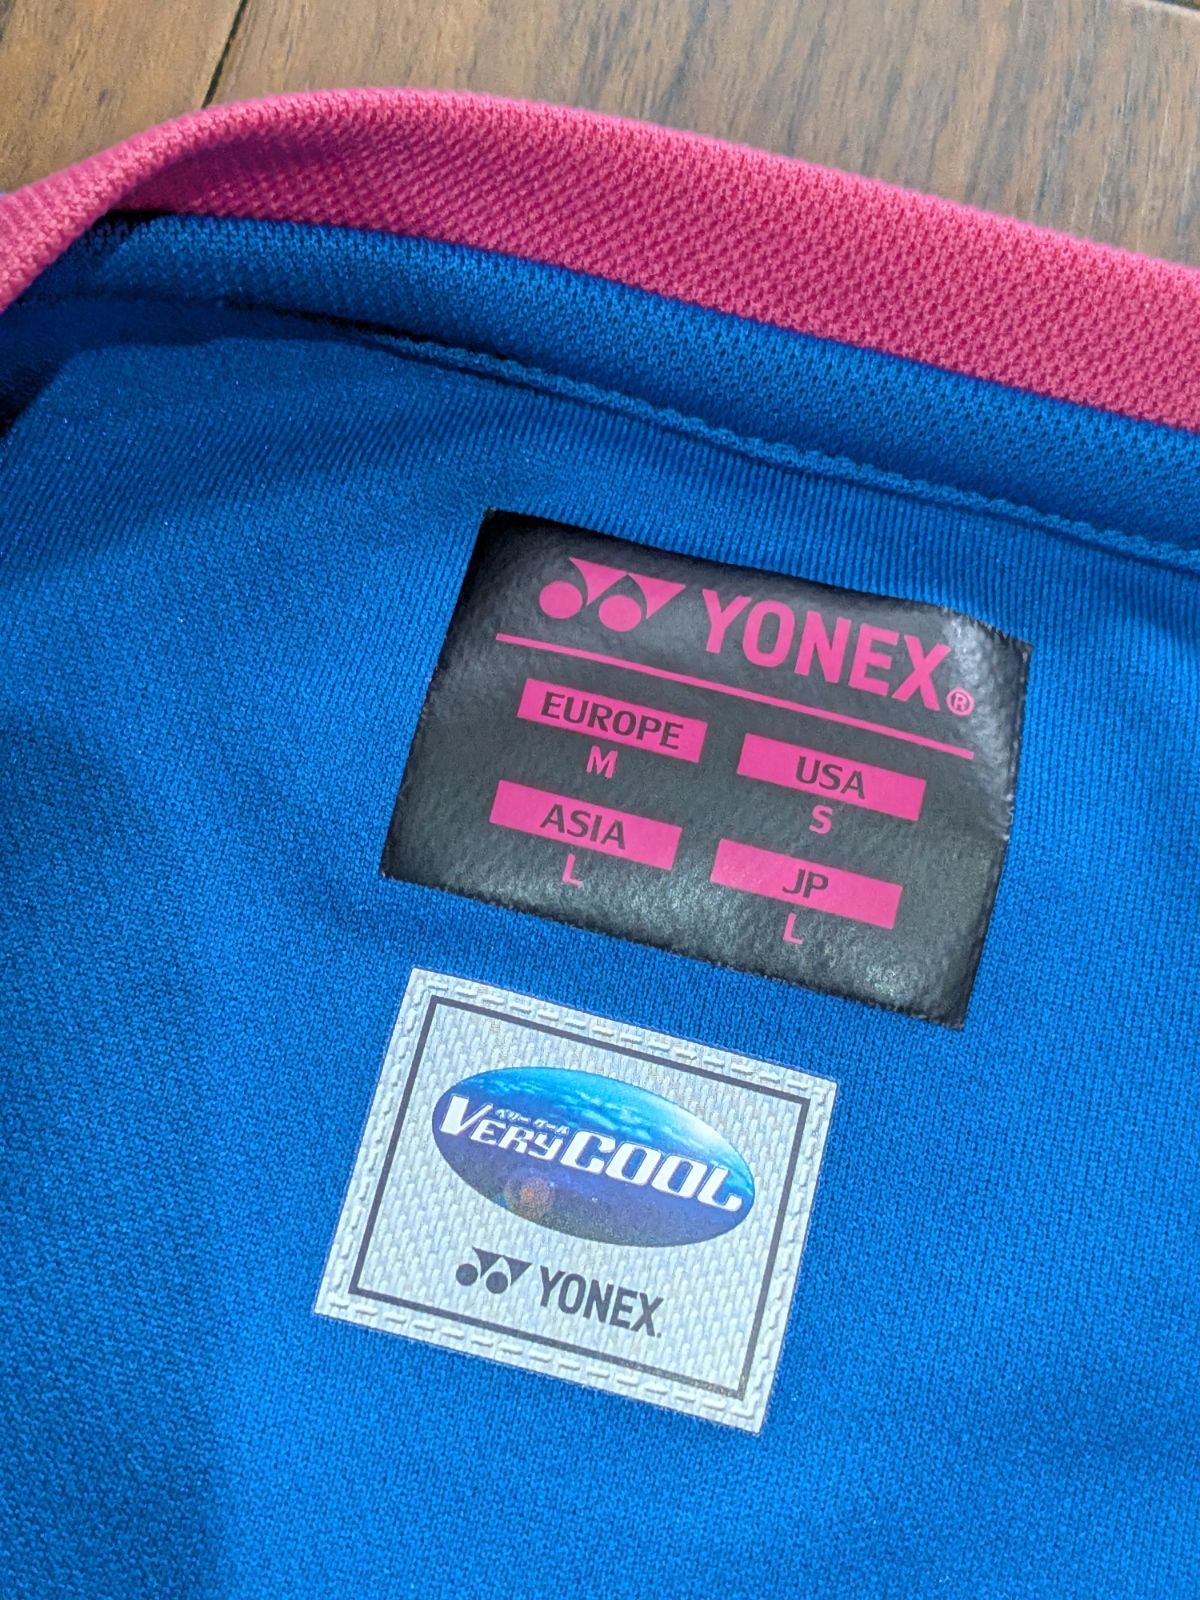 YONEX®
EUROPE
M
USA
S
ASIA
L
JP
L
ベリークール
VERYCOOL
YONEX